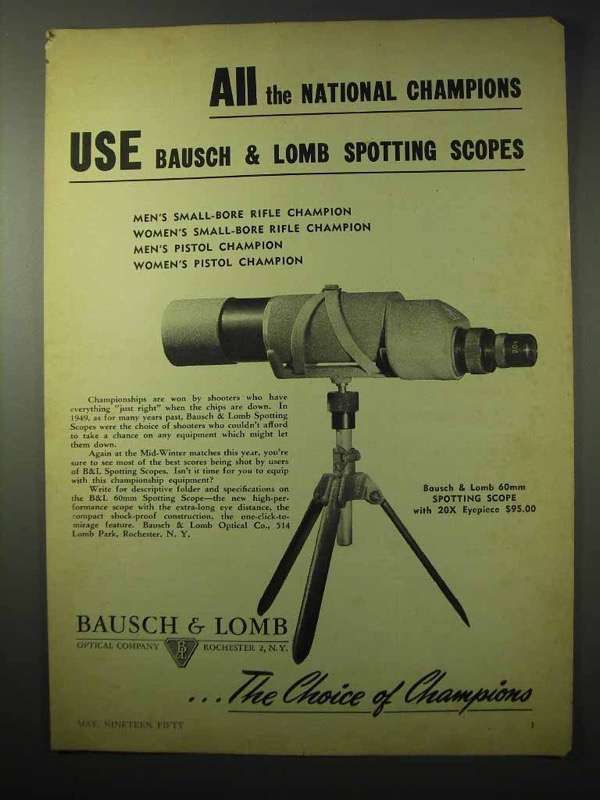 All the NATIONAL CHAMPIONS
USE BAUSCH & LOMB SPOTTING SCOPES
MEN'S SMALL-BORE RIFLE CHAMPION
WOMEN'S SMALL-BORE RIFLE CHAMPION
MEN'S PISTOL CHAMPION
WOMEN'S PISTOL CHAMPION
20x
Championships are won by shooters who have
everything "just right" when the chips are down. In
1949, as for many years past, Bausch & Lomb Spotting
Scopes were the choice of shooters who couldn't afford
to take a chance on any equipment which might let
them down.
Again at the Mid-Winter matches this year, you're
sure to see most of the best scores being shot by users
of B&L Spotting Scopes. Isn't it time for you to equip
with this championship equipment?
Write for descriptive folder and specifications on
the B&L 60mm Spotting Scope—the new high-per-
formance scope with the extra-long eye distance, the
compact shock-proof construction, the one-click-to-
mirage feature. Bausch & Lomb Optical Co., 514
Lomb Park, Rochester, N. Y.
Bausch & Lomb 60mm
SPOTTING SCOPE
with 20X Eyepiece $95.00
BAUSCH & LOMB
OPTICAL COMPANY B&L ROCHESTER 2, N.Y.
...The Choice of Champions
MAY, NINETEEN FIFTY 1